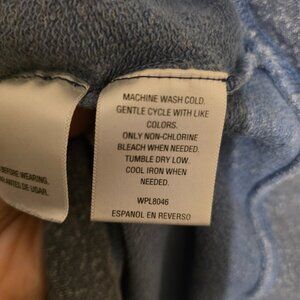 BEFORE WEARING.
ANTES DE USAR.
MACHINE WASH COLD.
GENTLE CYCLE WITH LIKE
COLORS.
ONLY NON-CHLORINE
BLEACH WHEN NEEDED.
TUMBLE DRY LOW.
COOL IRON WHEN
NEEDED.
WPL8046
ESPANOL EN REVERSO